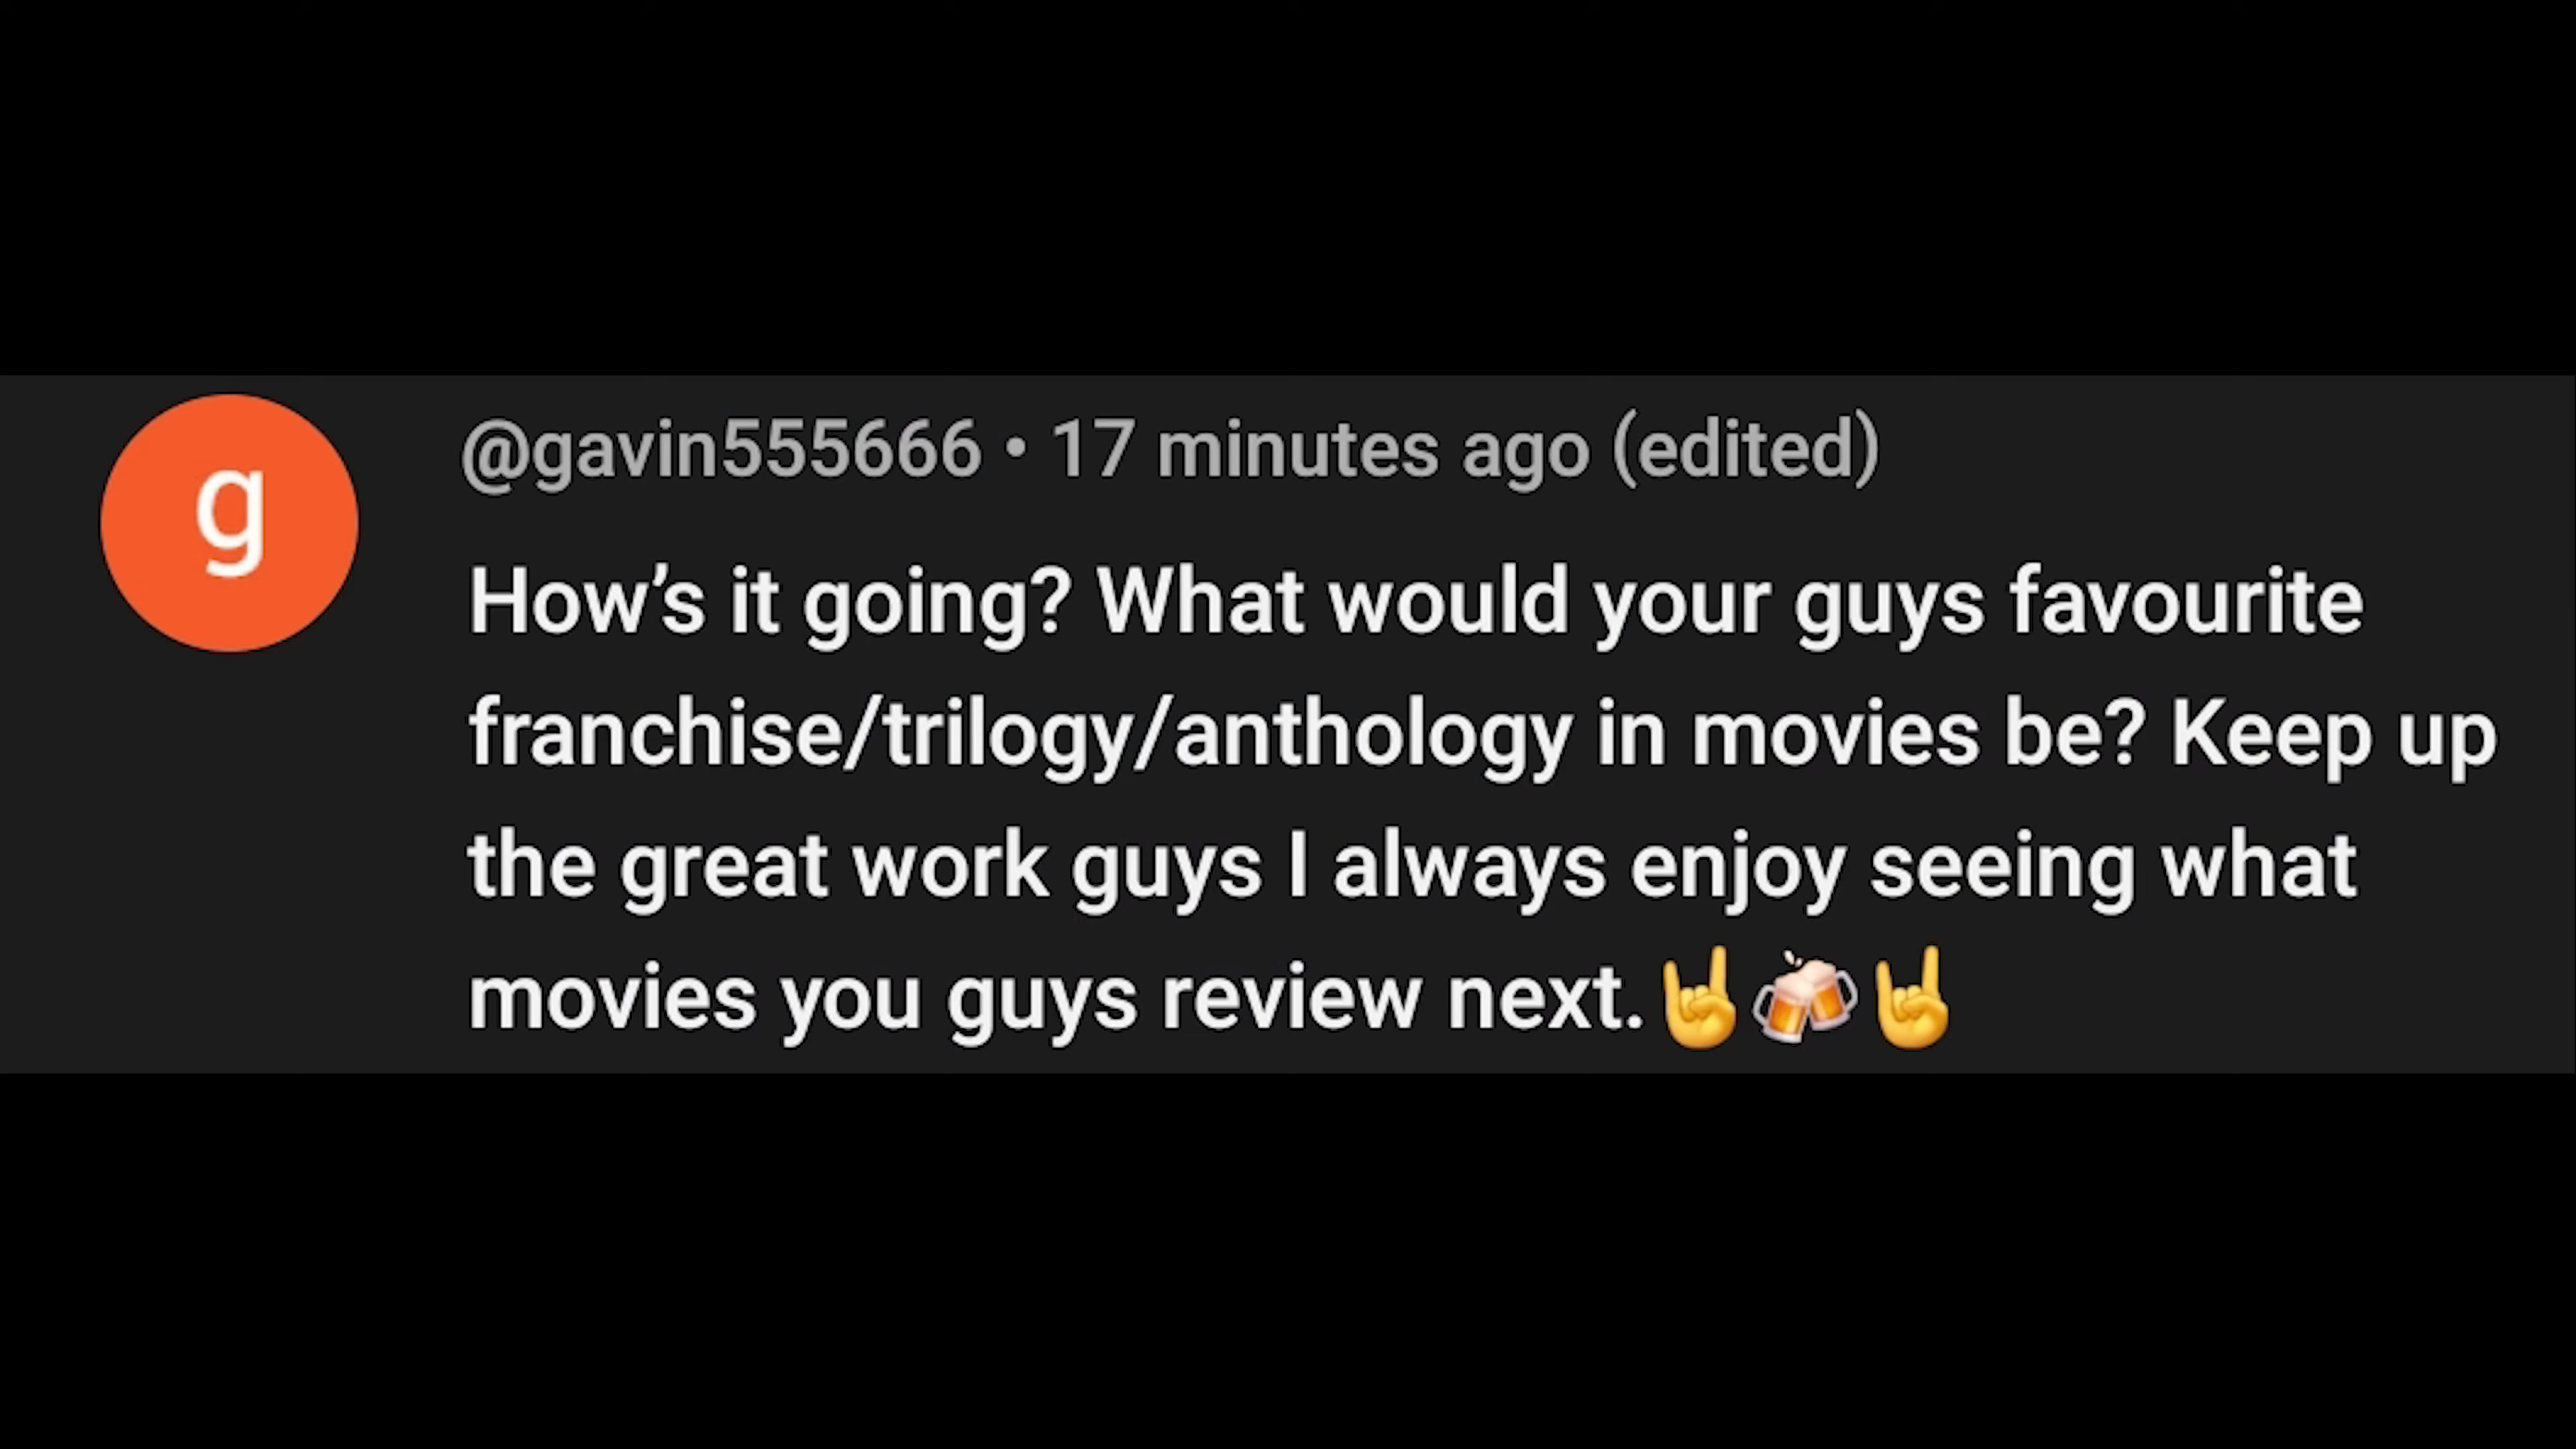 g
@gavin555666 • 17 minutes ago (edited)
How’s it going? What would your guys favourite
franchise/trilogy/anthology in movies be? Keep up
the great work guys I always enjoy seeing what
movies you guys review next.🤘🍻🤘